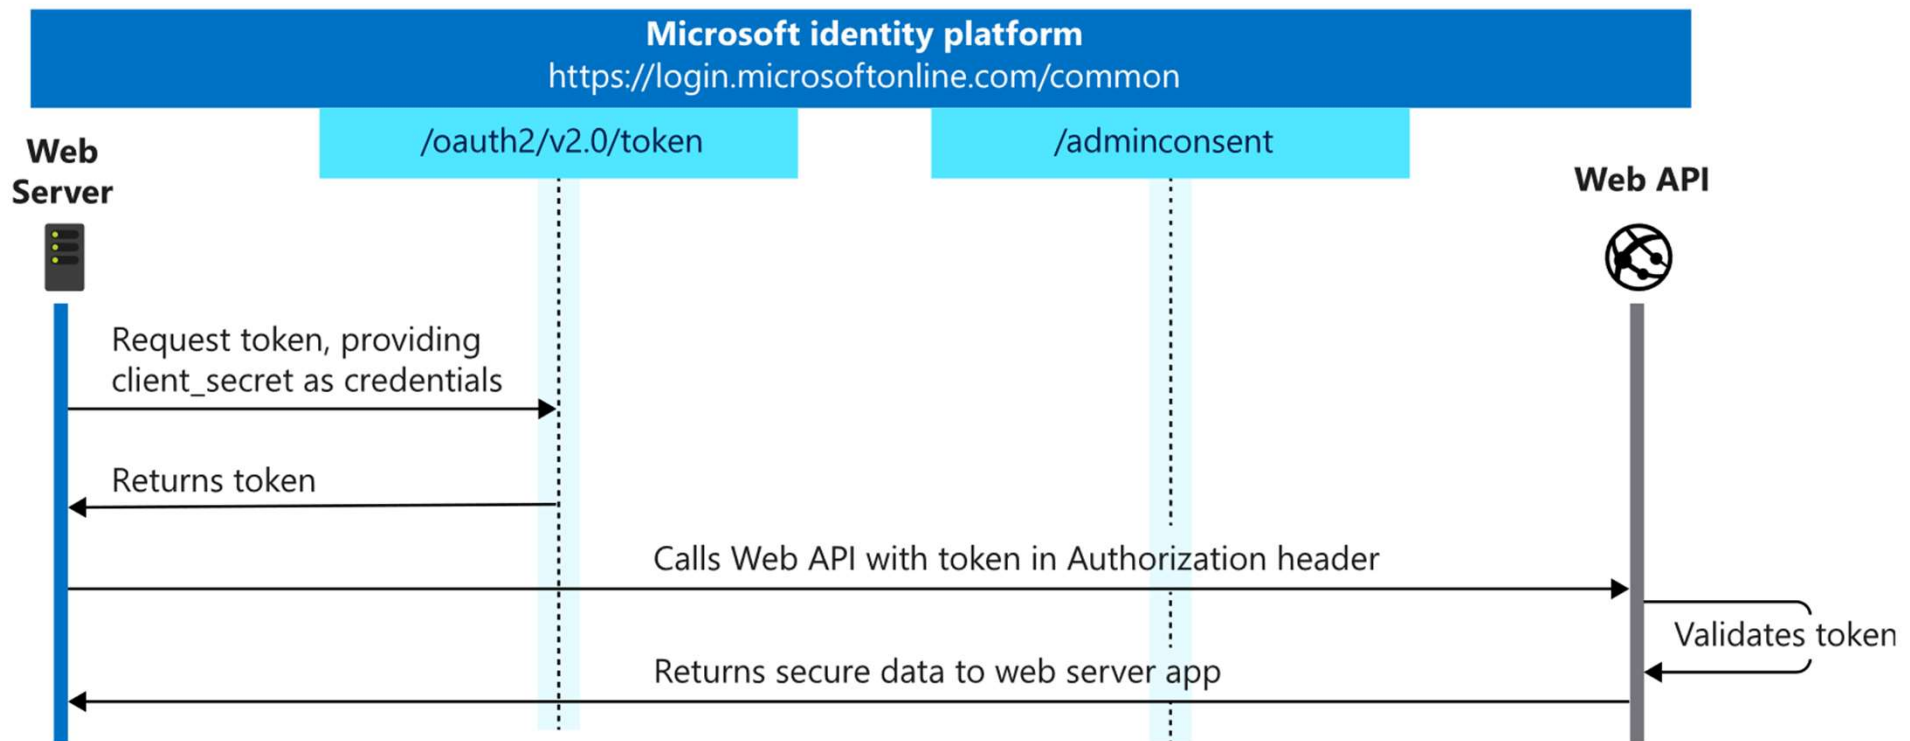 Microsoft identity platform
https://login.microsoftonline.com/common
/oauth2/v2.0/token
/adminconsent
Web
Server
Web API
Request token, providing
client_secret as credentials
Returns token
Calls Web API with token in Authorization header
Validates token
Returns secure data to web server app